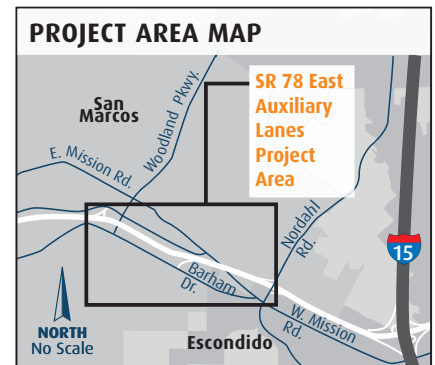 PROJECT AREA MAP
SR 78 East
Auxiliary
Lanes
Project
Area
San
Marcos
Woodland Pkwy.
E. Mission Rd.
Nordahl
Rd.
15
Barham
Dr.
W. Mission
Rd.
NORTH
No Scale
Escondido